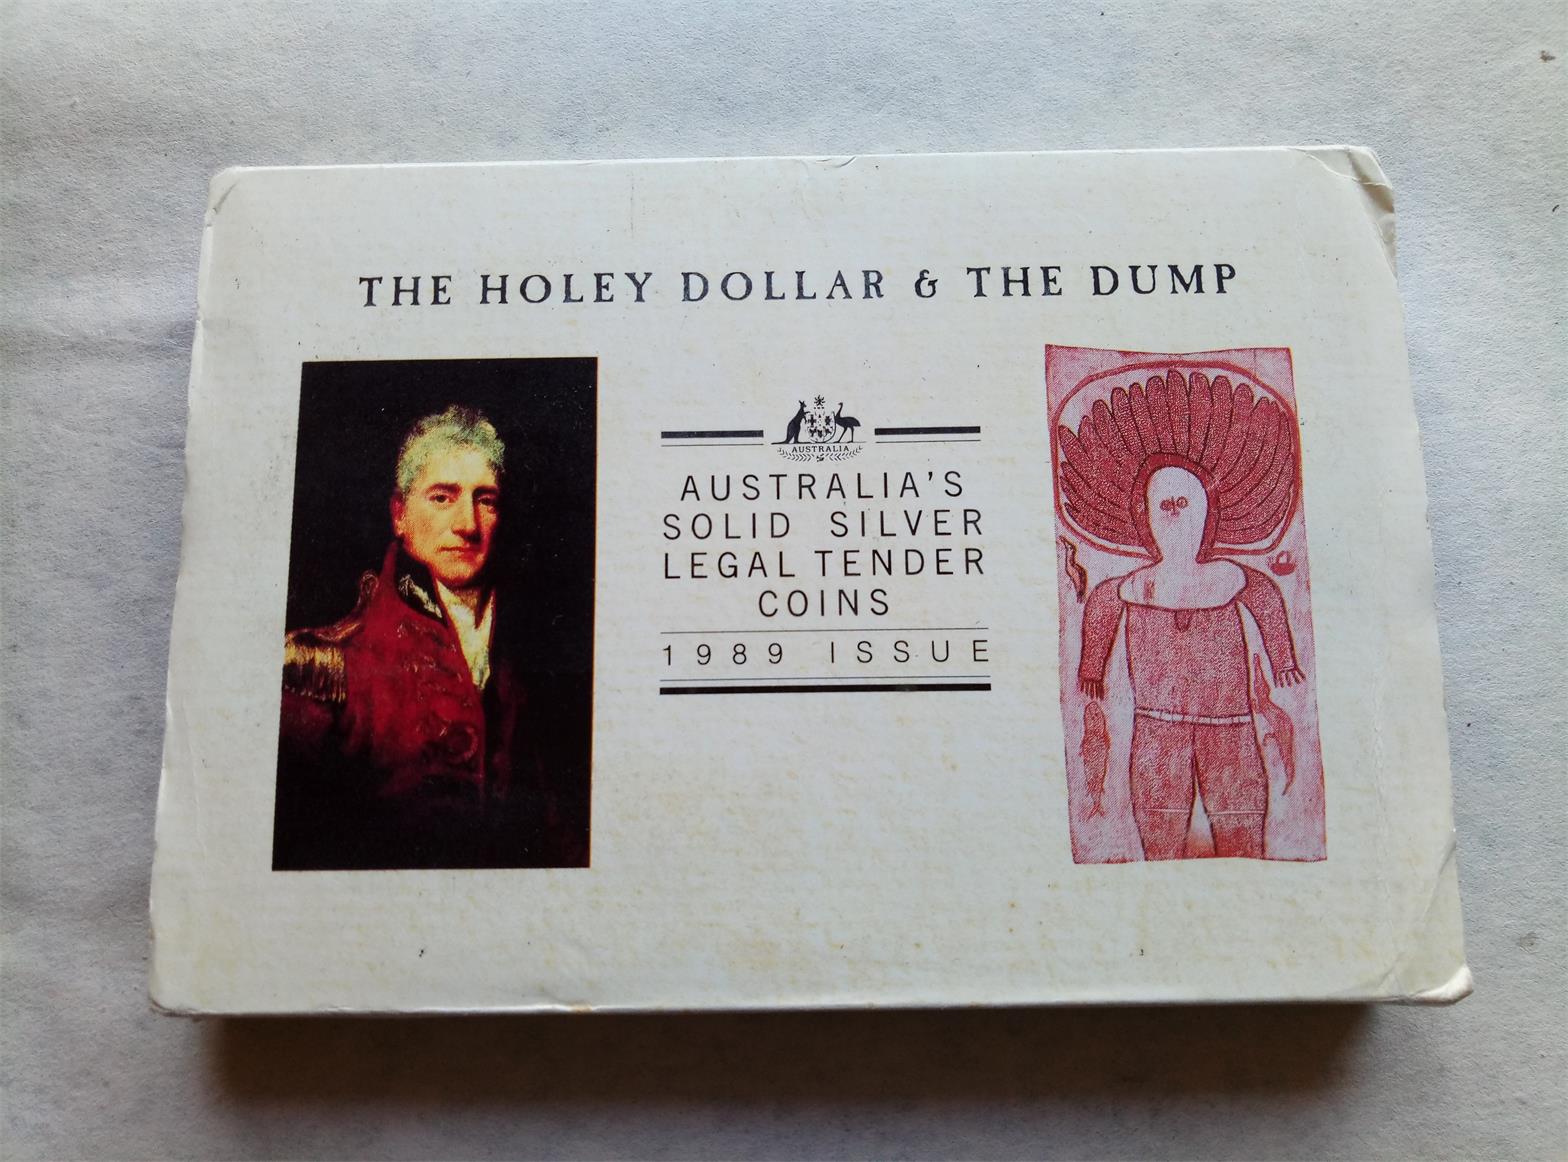 THE HOLEY DOLLAR & THE DUMP
AUSTRALIA
AUSTRALIA'S
SOLID SILVER
LEGAL TENDER
COINS
1989 ISSUE